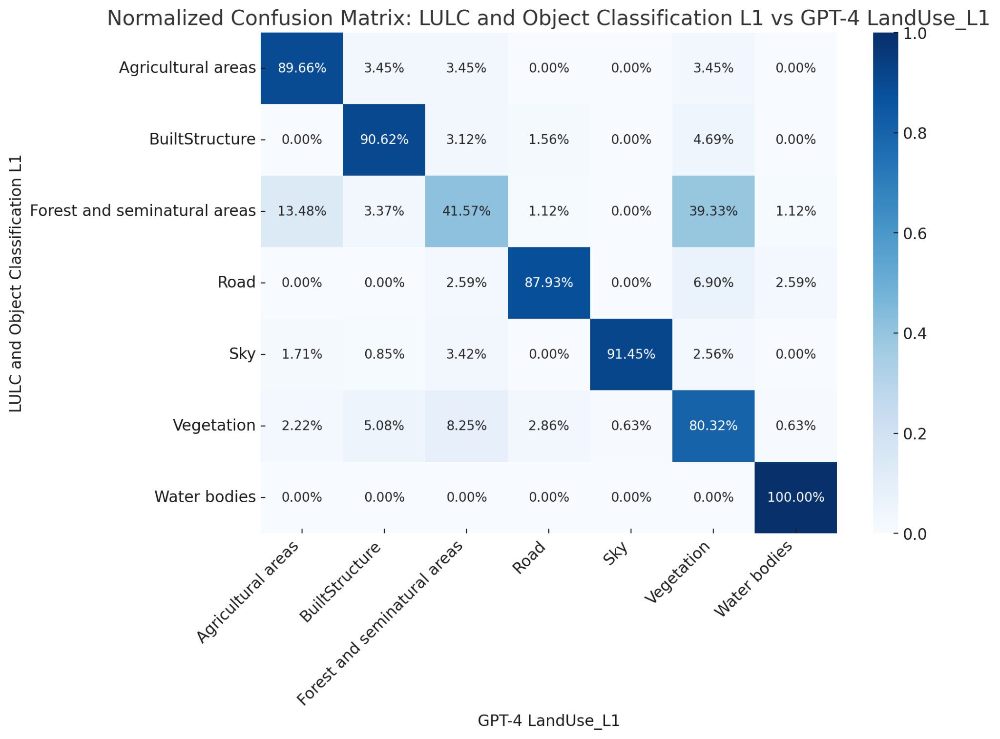 Normalized Confusion Matrix: LULC and Object Classification L1 vs GPT-4 LandUse_L1
LULC and Object Classification L1
Agricultural areas 89.66% 3.45% 3.45% 0.00% 0.00% 3.45% 0.00%
BuiltStructure 0.00% 90.62% 3.12% 1.56% 0.00% 4.69% 0.00%
Forest and seminatural areas 13.48% 3.37% 41.57% 1.12% 0.00% 39.33% 1.12%
Road 0.00% 0.00% 2.59% 87.93% 0.00% 6.90% 2.59%
Sky 1.71% 0.85% 3.42% 0.00% 91.45% 2.56% 0.00%
Vegetation 2.22% 5.08% 8.25% 2.86% 0.63% 80.32% 0.63%
Water bodies 0.00% 0.00% 0.00% 0.00% 0.00% 0.00% 100.00%
Agricultural areas
BuiltStructure
Forest and seminatural areas
Road
Sky
Vegetation
Water bodies
GPT-4 LandUse_L1
1.0
0.8
0.6
0.4
0.2
0.0